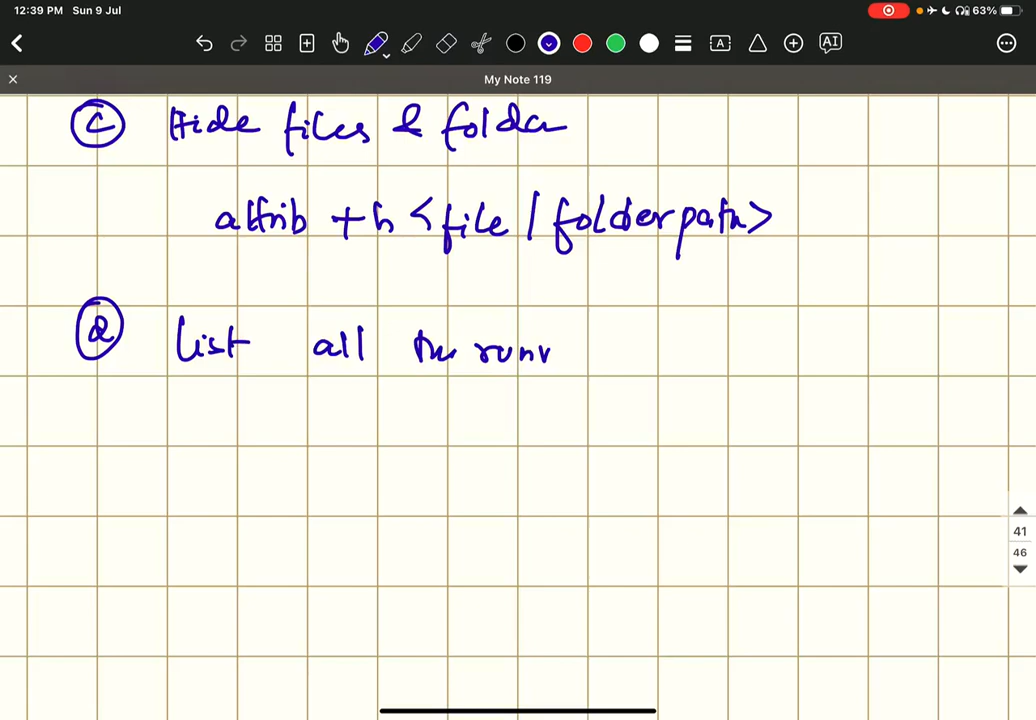 12:39 PM Sun 9 Jul 63%
A AI
My Note 119
c Hide files & folder
attrib +h <file / folderpath>
d List all the runn
41
46